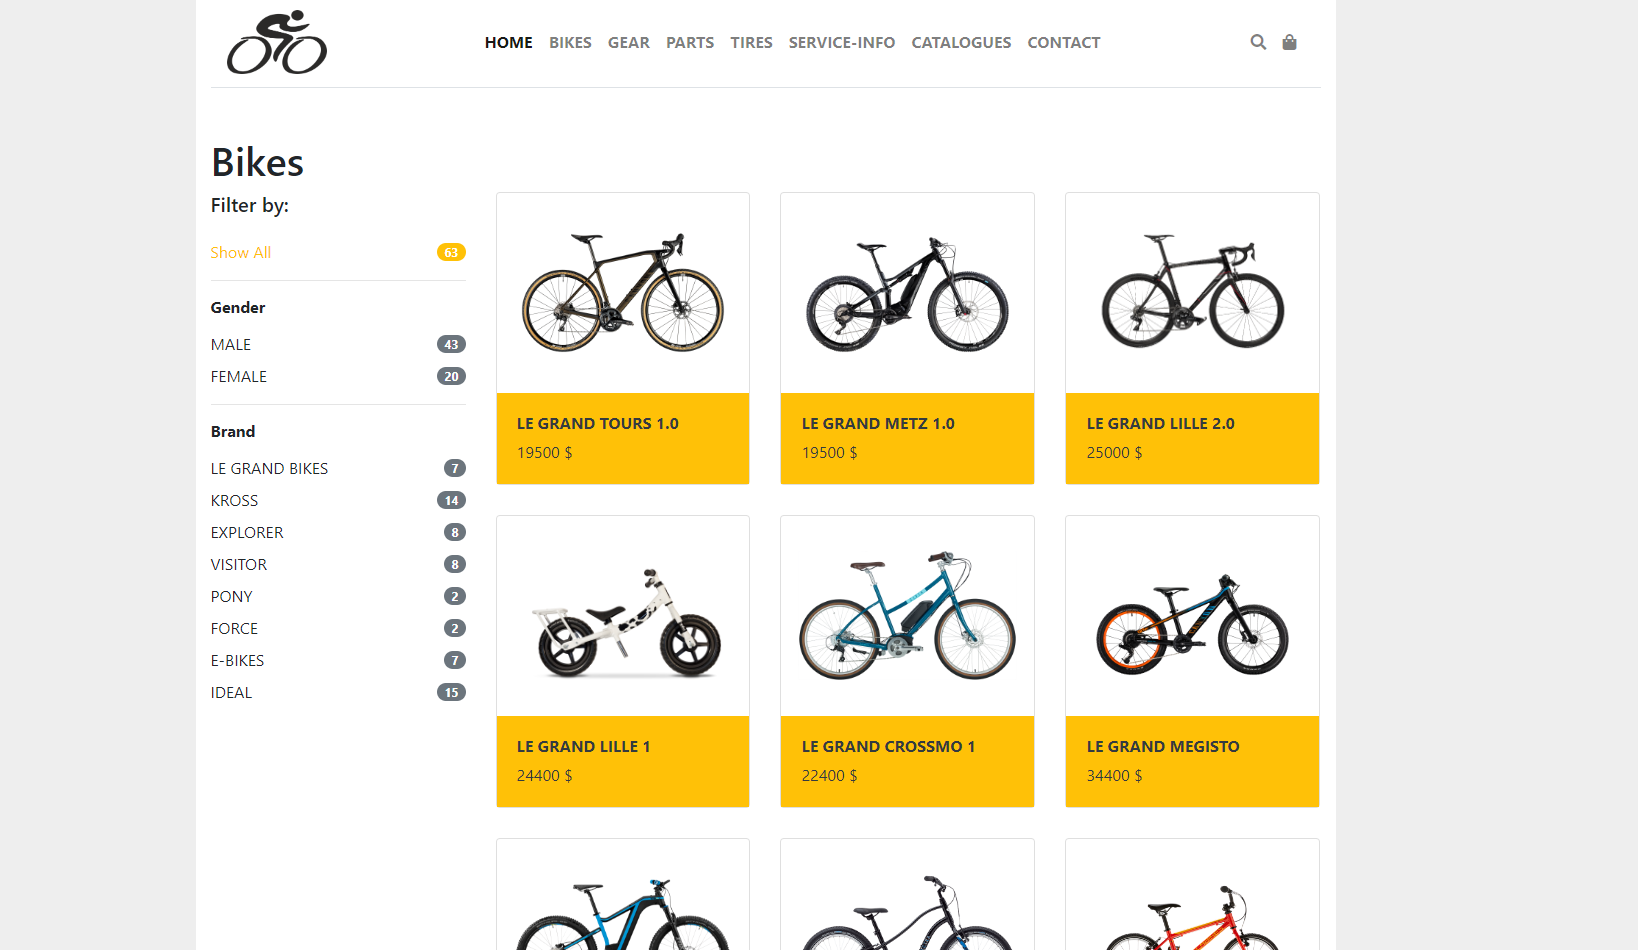 HOME BIKES GEAR PARTS TIRES SERVICE-INFO CATALOGUES CONTACT
Bikes
Filter by:
Show All 63
Gender
MALE 43
FEMALE 20
Brand
LE GRAND BIKES 7
KROSS 14
EXPLORER 8
VISITOR 8
PONY 2
FORCE 2
E-BIKES 7
IDEAL 15
LE GRAND TOURS 1.0
19500 $
LE GRAND METZ 1.0
19500 $
LE GRAND LILLE 2.0
25000 $
LE GRAND LILLE 1
24400 $
LE GRAND CROSSMO 1
22400 $
LE GRAND MEGISTO
34400 $